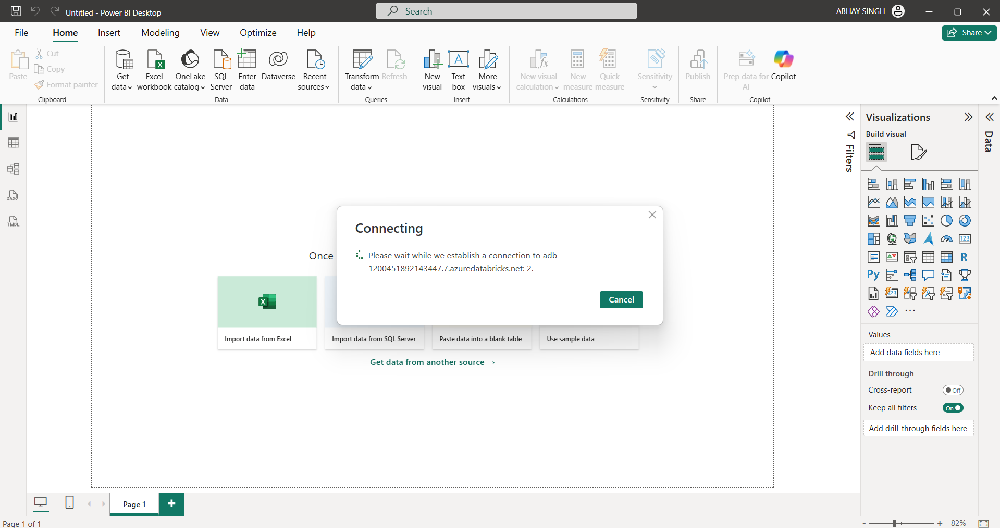 Untitled - Power BI Desktop
Search
ABHAY SINGH
File
Home
Insert
Modeling
View
Optimize
Help
Share
Paste
Cut
Copy
Format painter
Clipboard
Get
data
Excel
workbook
OneLake
catalog
SQL
Server
Enter
data
Dataverse
Recent
sources
Data
Transform
data
Refresh
Queries
New
visual
Text
box
More
visuals
Insert
New visual
calculation
New
measure
Quick
measure
Calculations
Sensitivity
Sensitivity
Publish
Share
Prep data for
AI
Copilot
Copilot
DAX
TMDL
Filters
Visualizations
Build visual
Data
123
R
Py
123
Connecting
Please wait while we establish a connection to adb-
1200451892143447.7.azuredatabricks.net: 2.
Cancel
Once
Import data from Excel
Import data from SQL Server
Paste data into a blank table
Use sample data
Get data from another source →
Values
Add data fields here
Drill through
Cross-report
Off
Keep all filters
On
Add drill-through fields here
Page 1
Page 1 of 1
- + 82%